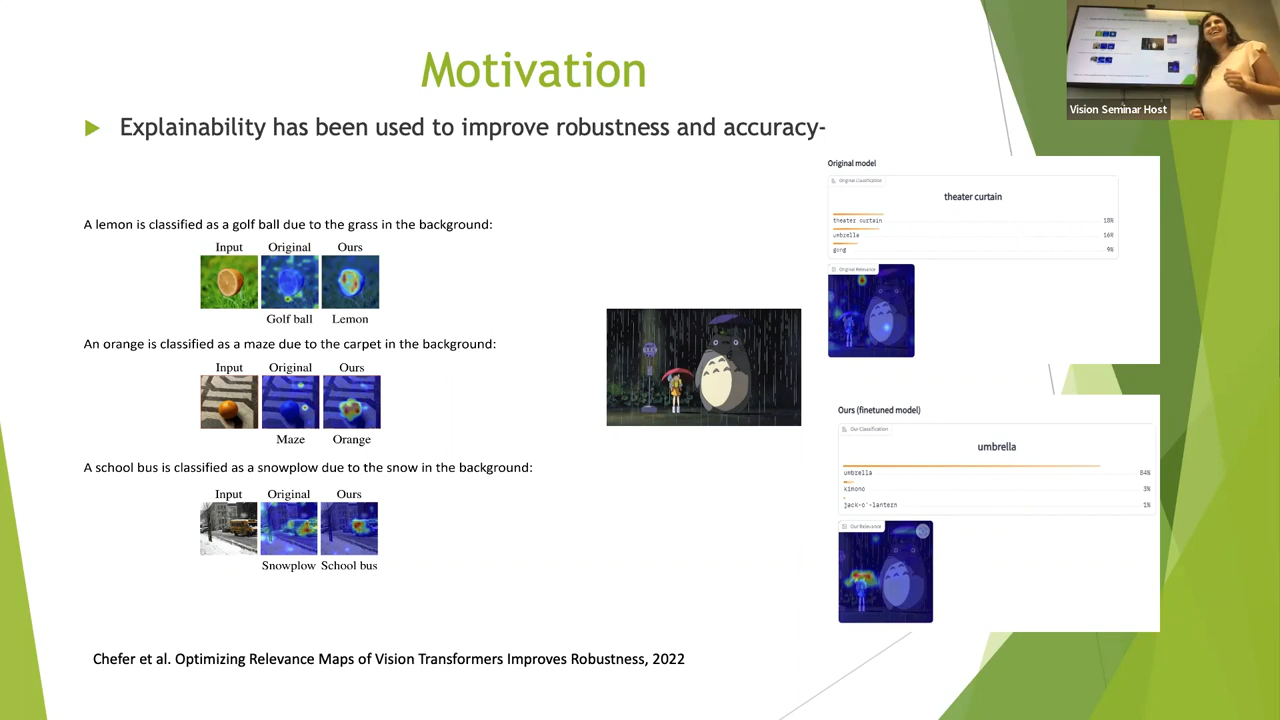 Motivation
Vision Seminar Host
Explainability has been used to improve robustness and accuracy-
A lemon is classified as a golf ball due to the grass in the background:
Input Original Ours
Golf ball Lemon
An orange is classified as a maze due to the carpet in the background:
Input Original Ours
Maze Orange
A school bus is classified as a snowplow due to the snow in the background:
Input Original Ours
Snowplow School bus
Original model
Original Classification
theater curtain
theater curtain 18%
umbrella 16%
gong 9%
Original Relevance
Ours (finetuned model)
Our Classification
umbrella
umbrella 84%
kimono 3%
jack-o'-lantern 1%
Our Relevance
Chefer et al. Optimizing Relevance Maps of Vision Transformers Improves Robustness, 2022